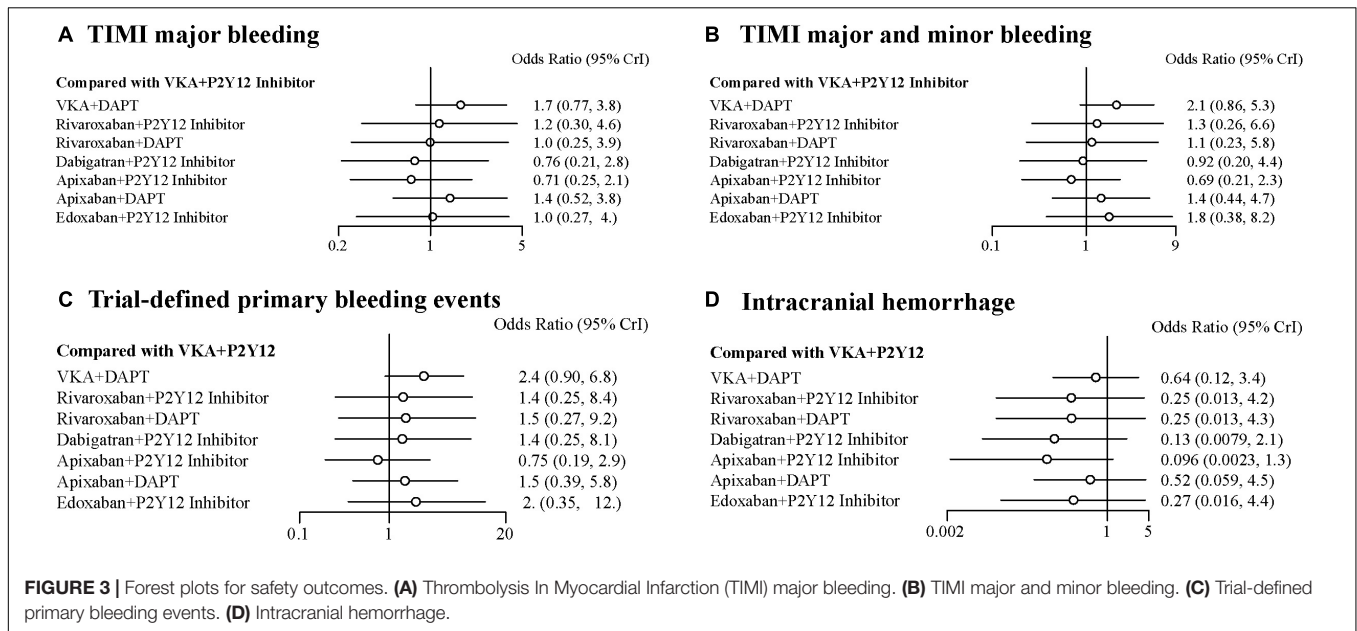 A TIMI major bleeding
Odds Ratio (95% CrI)
Compared with VKA+P2Y12 Inhibitor
VKA+DAPT 1.7 (0.77, 3.8)
Rivaroxaban+P2Y12 Inhibitor 1.2 (0.30, 4.6)
Rivaroxaban+DAPT 1.0 (0.25, 3.9)
Dabigatran+P2Y12 Inhibitor 0.76 (0.21, 2.8)
Apixaban+P2Y12 Inhibitor 0.71 (0.25, 2.1)
Apixaban+DAPT 1.4 (0.52, 3.8)
Edoxaban+P2Y12 Inhibitor 1.0 (0.27, 4.)
0.2 1 5
B TIMI major and minor bleeding
Odds Ratio (95% CrI)
Compared with VKA+P2Y12 Inhibitor
VKA+DAPT 2.1 (0.86, 5.3)
Rivaroxaban+P2Y12 Inhibitor 1.3 (0.26, 6.6)
Rivaroxaban+DAPT 1.1 (0.23, 5.8)
Dabigatran+P2Y12 Inhibitor 0.92 (0.20, 4.4)
Apixaban+P2Y12 Inhibitor 0.69 (0.21, 2.3)
Apixaban+DAPT 1.4 (0.44, 4.7)
Edoxaban+P2Y12 Inhibitor 1.8 (0.38, 8.2)
0.1 1 9
C Trial-defined primary bleeding events
Odds Ratio (95% CrI)
Compared with VKA+P2Y12
VKA+DAPT 2.4 (0.90, 6.8)
Rivaroxaban+P2Y12 Inhibitor 1.4 (0.25, 8.4)
Rivaroxaban+DAPT 1.5 (0.27, 9.2)
Dabigatran+P2Y12 Inhibitor 1.4 (0.25, 8.1)
Apixaban+P2Y12 Inhibitor 0.75 (0.19, 2.9)
Apixaban+DAPT 1.5 (0.39, 5.8)
Edoxaban+P2Y12 Inhibitor 2. (0.35, 12.)
0.1 1 20
D Intracranial hemorrhage
Odds Ratio (95% CrI)
Compared with VKA+P2Y12
VKA+DAPT 0.64 (0.12, 3.4)
Rivaroxaban+P2Y12 Inhibitor 0.25 (0.013, 4.2)
Rivaroxaban+DAPT 0.25 (0.013, 4.3)
Dabigatran+P2Y12 Inhibitor 0.13 (0.0079, 2.1)
Apixaban+P2Y12 Inhibitor 0.096 (0.0023, 1.3)
Apixaban+DAPT 0.52 (0.059, 4.5)
Edoxaban+P2Y12 Inhibitor 0.27 (0.016, 4.4)
0.002 1 5
FIGURE 3 | Forest plots for safety outcomes. (A) Thrombolysis In Myocardial Infarction (TIMI) major bleeding. (B) TIMI major and minor bleeding. (C) Trial-defined
primary bleeding events. (D) Intracranial hemorrhage.